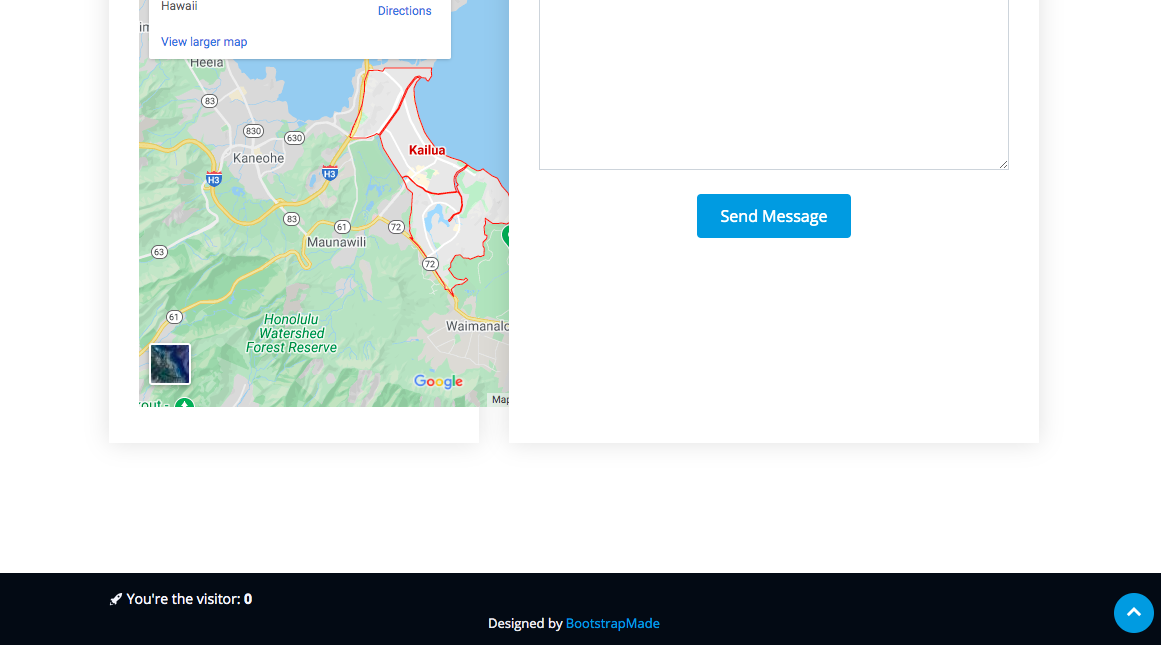 Hawaii
Directions
View larger map
Heeia
83
830
630
Kaneohe
Kailua
H3
H3
83
61
72
Maunawili
63
72
61
Honolulu
Watershed
Forest Reserve
Waimanalo
Google
Map
Send Message
You're the visitor: 0
Designed by BootstrapMade